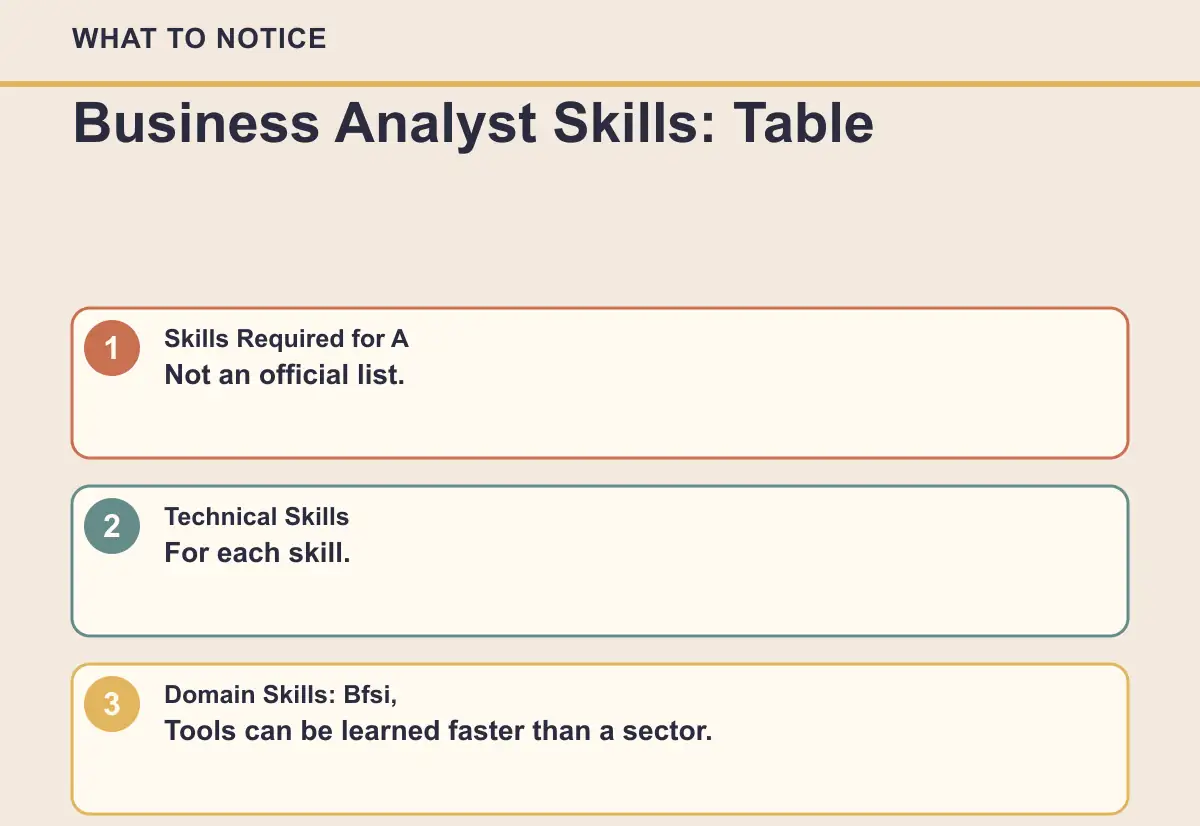 WHAT TO NOTICE
Business Analyst Skills: Table
1
Skills Required for A
Not an official list.
2
Technical Skills
For each skill.
3
Domain Skills: Bfsi,
Tools can be learned faster than a sector.